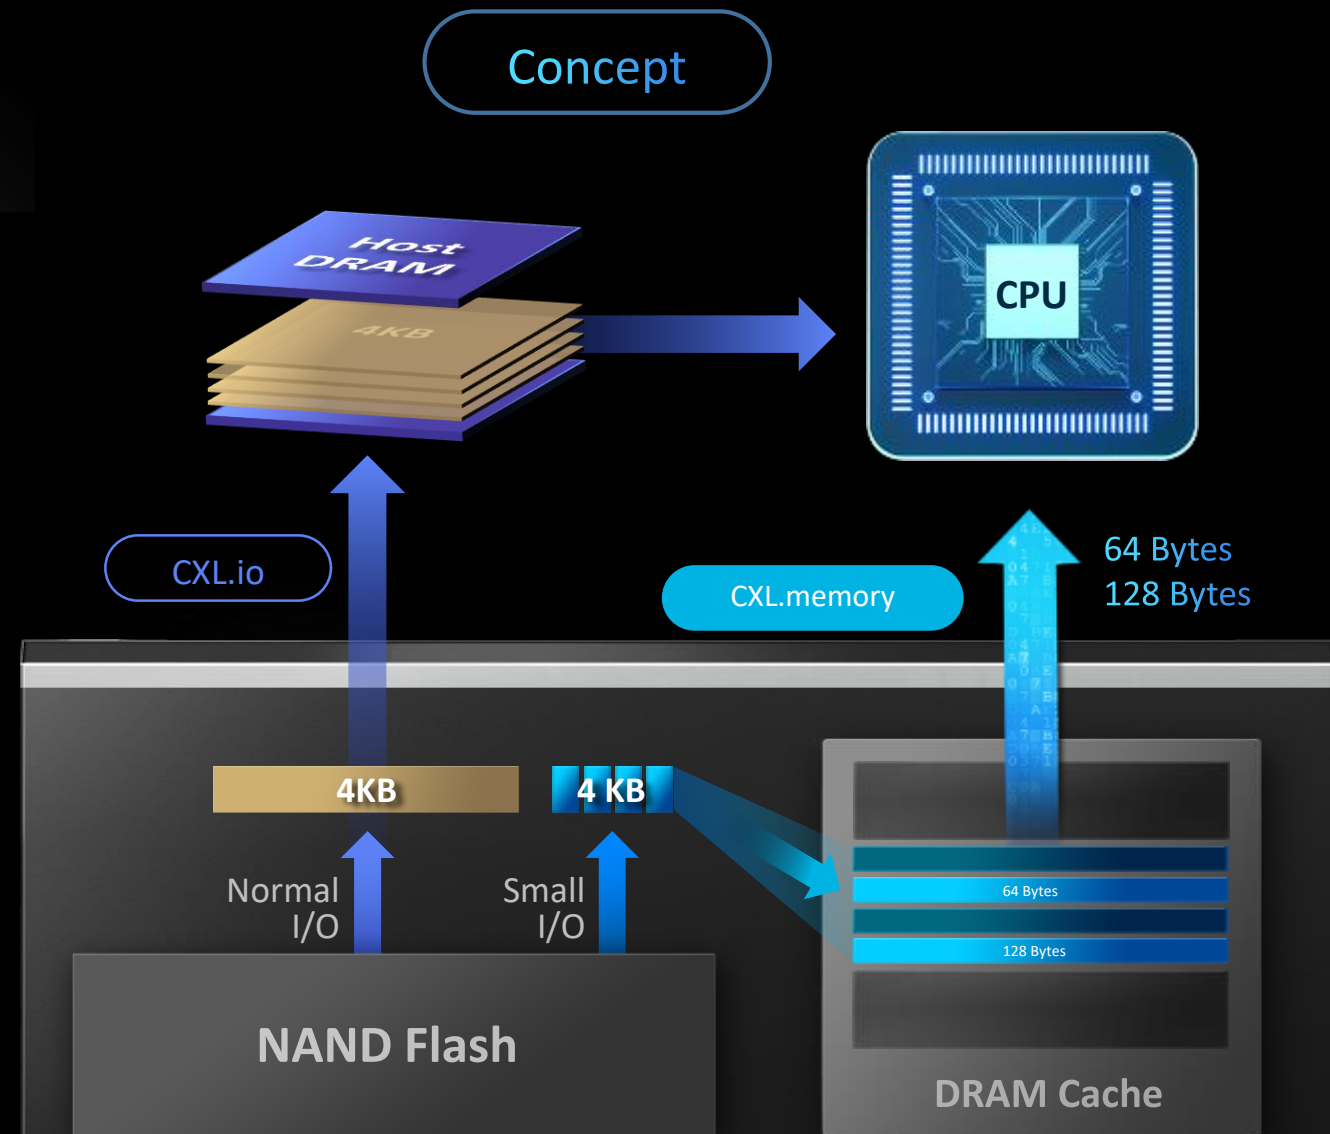 Concept
Host
DRAM
4KB
CPU
CXL.io
CXL.memory
64 Bytes
128 Bytes
4KB
4 KB
Normal
I/O
Small
I/O
64 Bytes
128 Bytes
NAND Flash
DRAM Cache